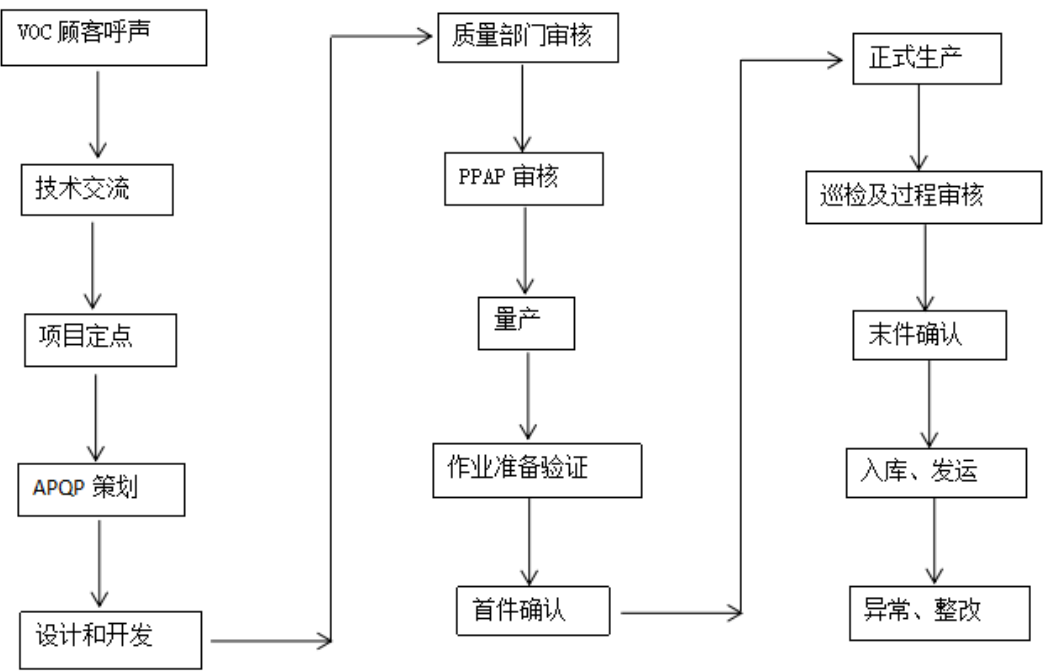 VOC 顾客呼声
技术交流
项目定点
APQP 策划
设计和开发
质量部门审核
PPAP 审核
量产
作业准备验证
首件确认
正式生产
巡检及过程审核
末件确认
入库、发运
异常、整改